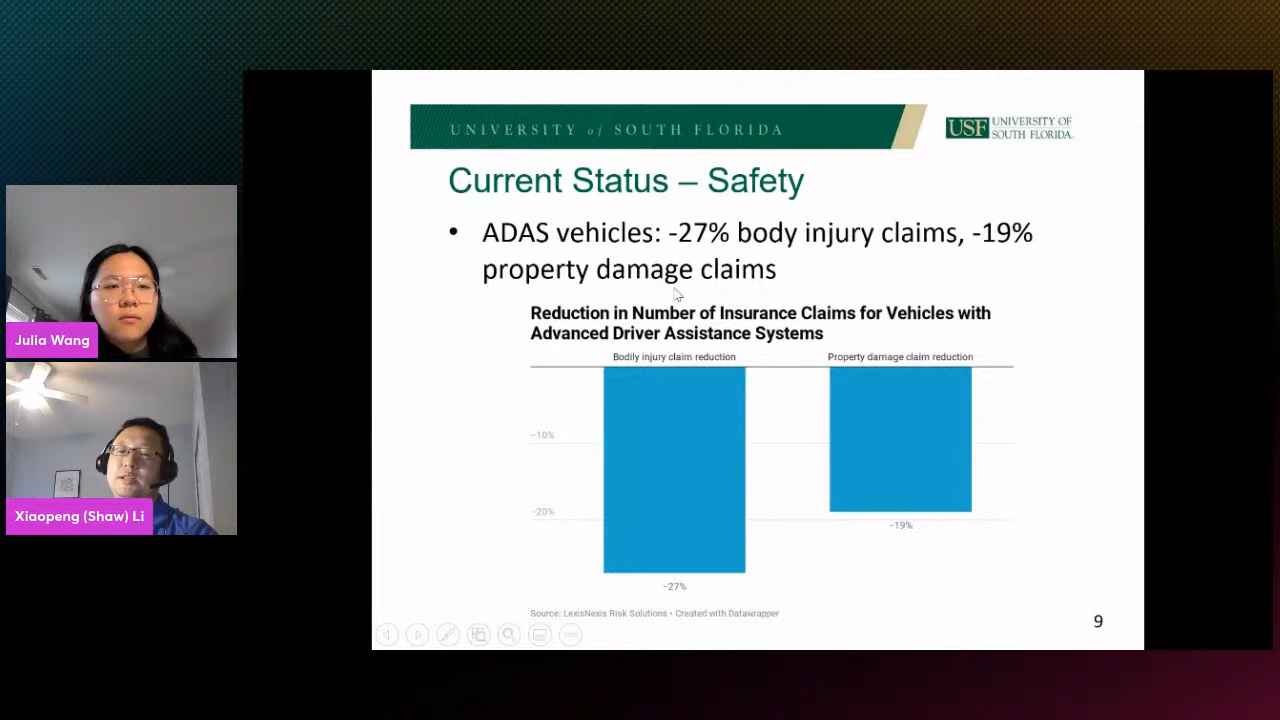 UNIVERSITY of SOUTH FLORIDA
USF UNIVERSITY OF
SOUTH FLORIDA.
Current Status – Safety
• ADAS vehicles: -27% body injury claims, -19%
property damage claims
Reduction in Number of Insurance Claims for Vehicles with
Advanced Driver Assistance Systems
Bodily injury claim reduction
Property damage claim reduction
−10%
−20%
−19%
−27%
Source: LexisNexis Risk Solutions • Created with Datawrapper
9
Julia Wang
Xiaopeng (Shaw) Li